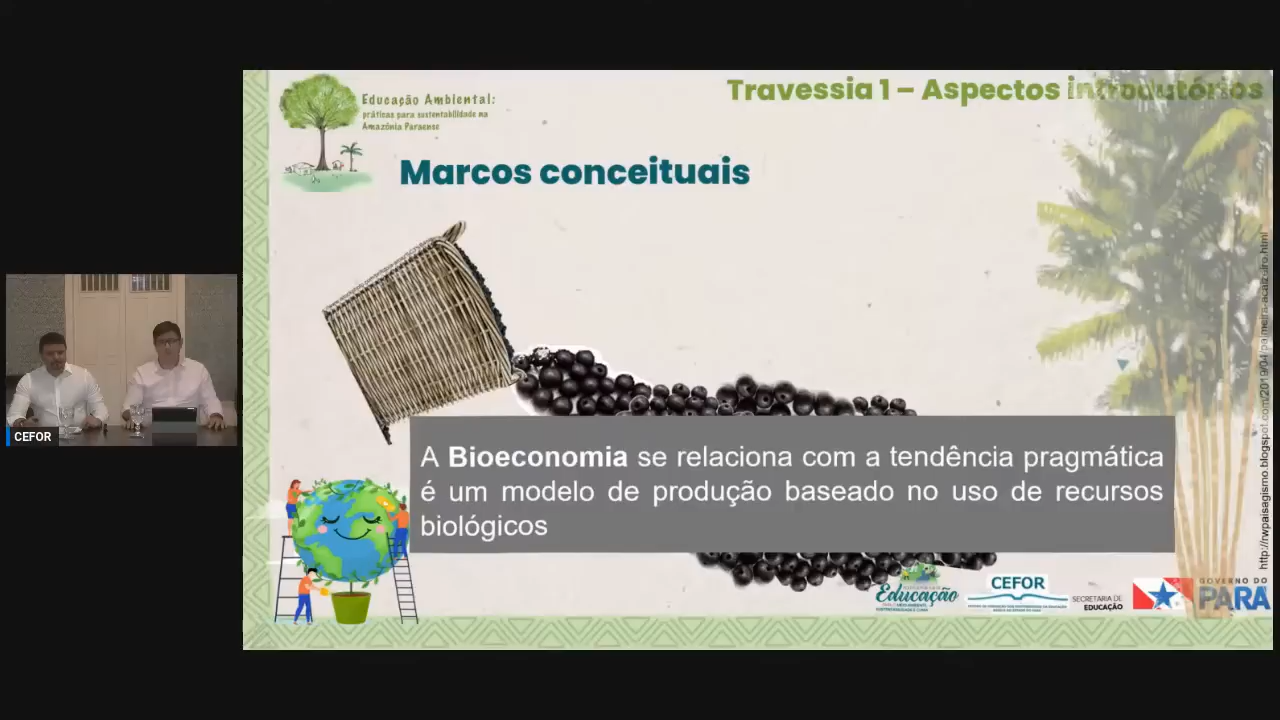 Travessia 1 – Aspectos introdutórios
Educação Ambiental:
práticas para sustentabilidade na
Amazônia Paraense
Marcos conceituais
CEFOR
A Bioeconomia se relaciona com a tendência pragmática
é um modelo de produção baseado no uso de recursos
biológicos
Educação
CEFOR
SECRETARIA DE
EDUCAÇÃO
GOVERNO DO
PARÁ